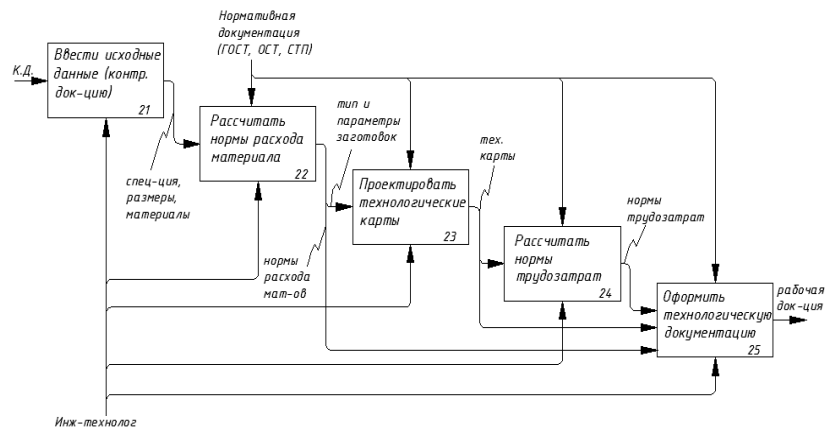 Нормативная
документация
(ГОСТ, ОСТ, СТП)
К.Д.
Ввести исходные
данные (контр.
док-цию)
21
спец-ция,
размеры,
материалы
Рассчитать
нормы расхода
материала
22
тип и
параметры
заготовок
нормы
расхода
мат-ов
Проектировать
технологические
карты
23
тех.
карты
Рассчитать
нормы
трудозатрат
24
нормы
трудозатрат
Оформить
технологическую
документацию
25
рабочая
док-ция
Инж-технолог